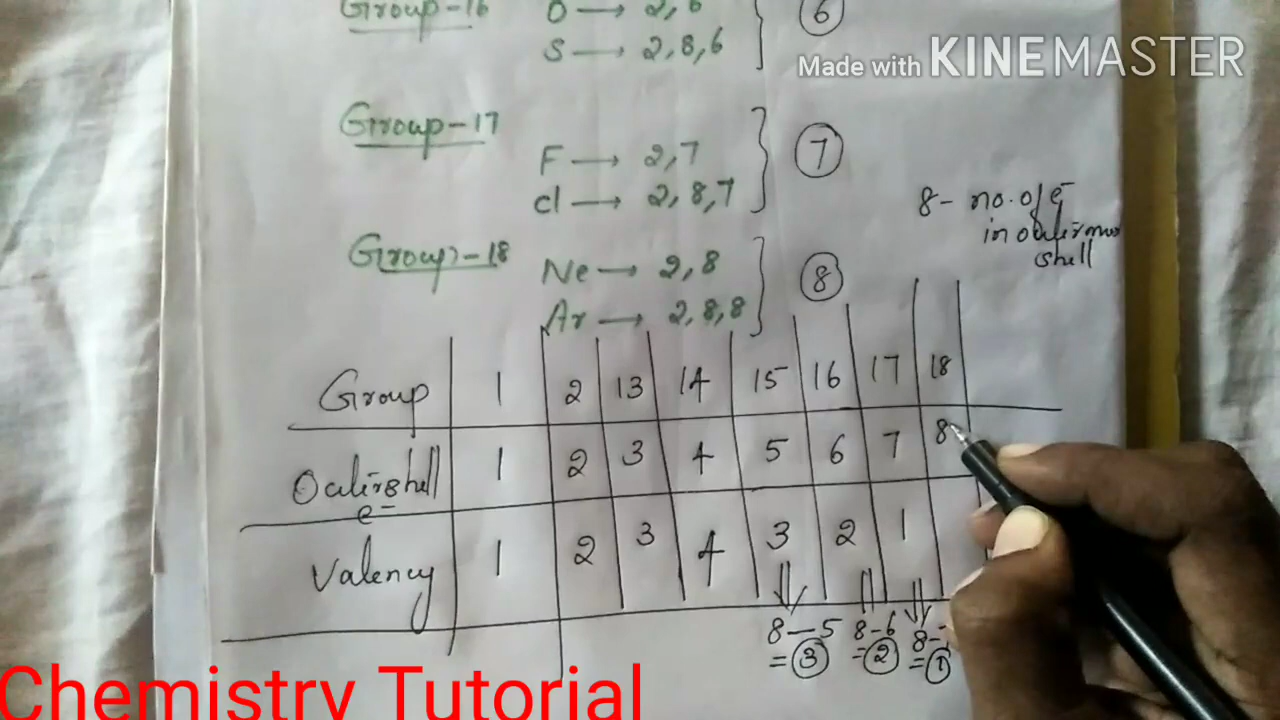 Group-16 O → 2,6 6
S → 2,8,6
Made with KINEMASTER
Group-17
F → 2,7 7
cl → 2,8,7
8- no. of e-
in outermost
shell
Group-18
Ne → 2,8 8
Ar → 2,8,8
Group 1 2 13 14 15 16 17 18
Outershell 1 2 3 4 5 6 7 8
e-
Valency 1 2 3 4 3 2 1
8-5 8-6 8-
=3 =2 =1
Chemistry Tutorial